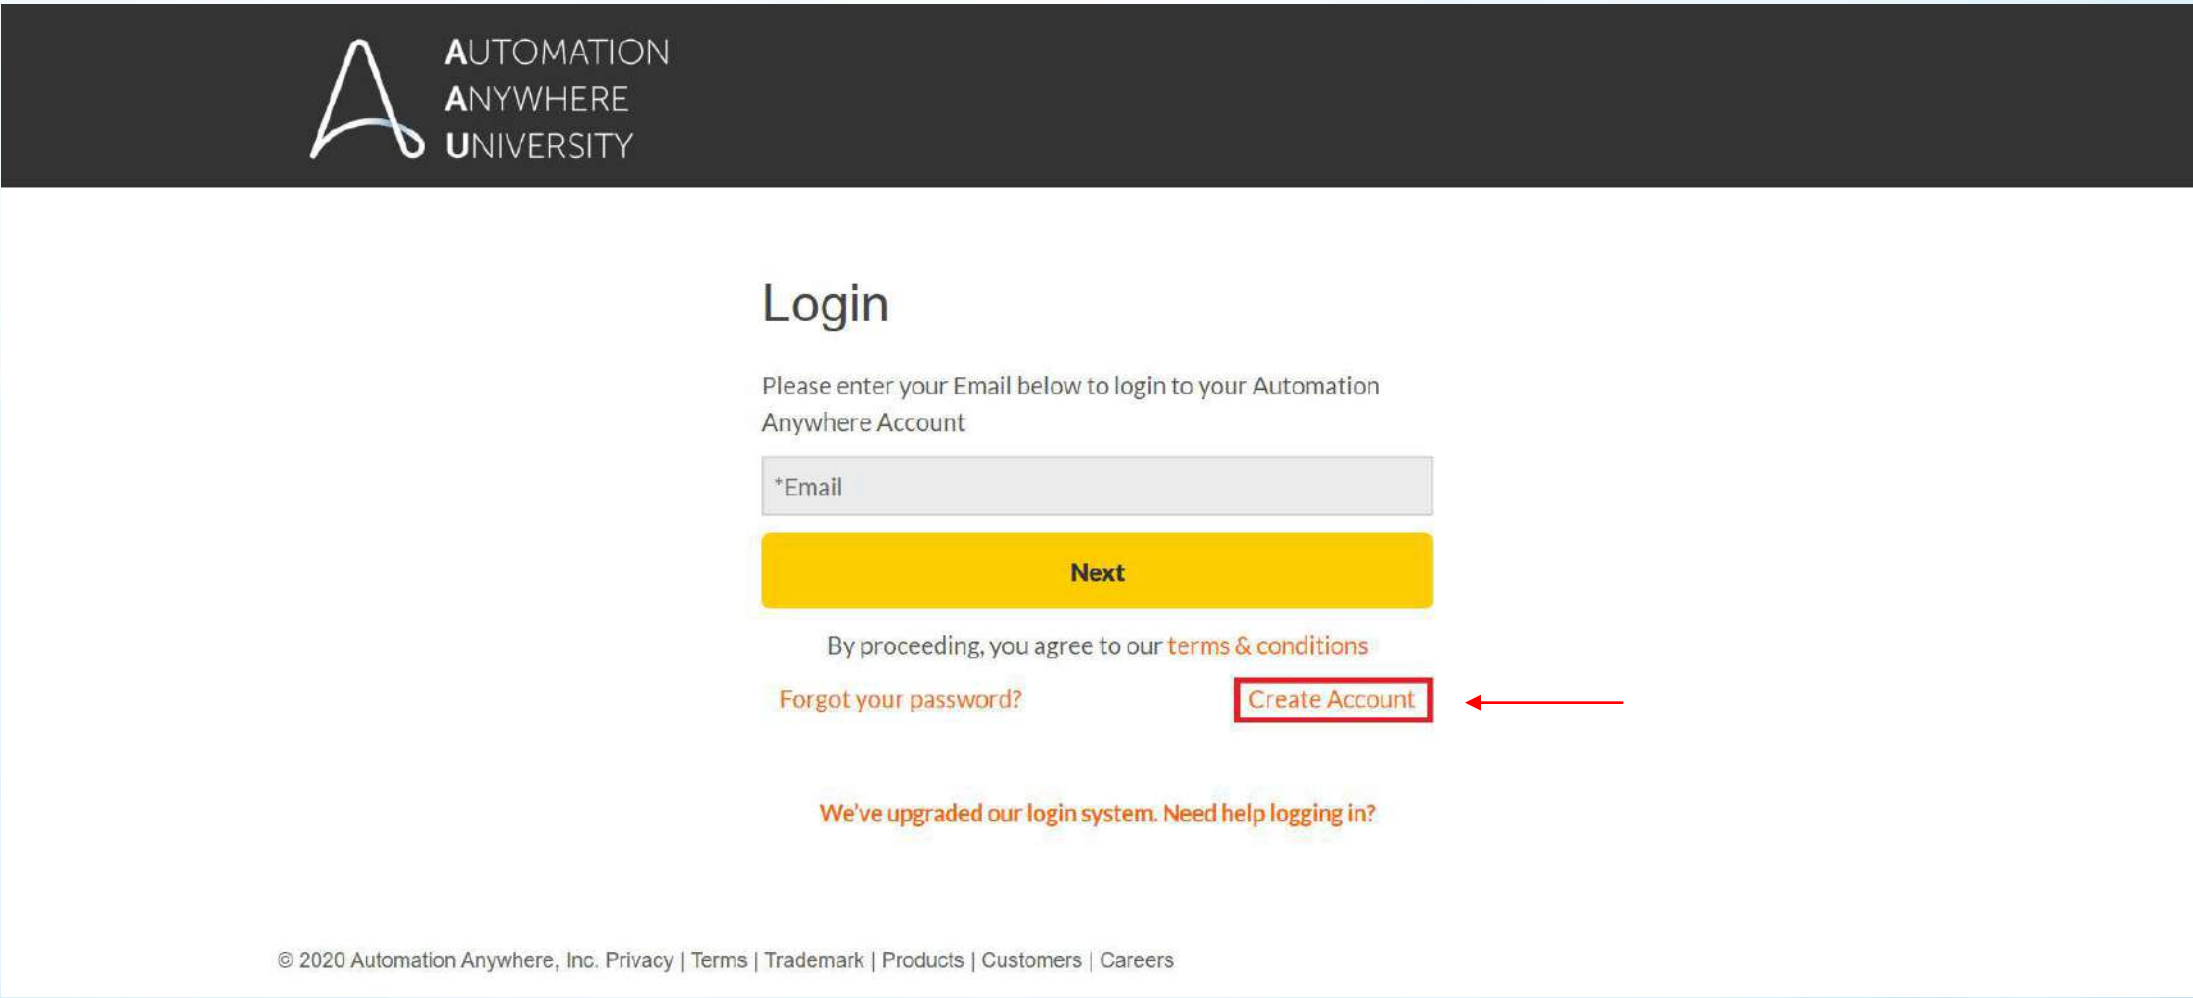 AUTOMATION
ANYWHERE
UNIVERSITY
Login
Please enter your Email below to login to your Automation
Anywhere Account
*Email
Next
By proceeding, you agree to our terms & conditions
Forgot your password? Create Account
We've upgraded our login system. Need help logging in?
© 2020 Automation Anywhere, Inc. Privacy | Terms | Trademark | Products | Customers | Careers